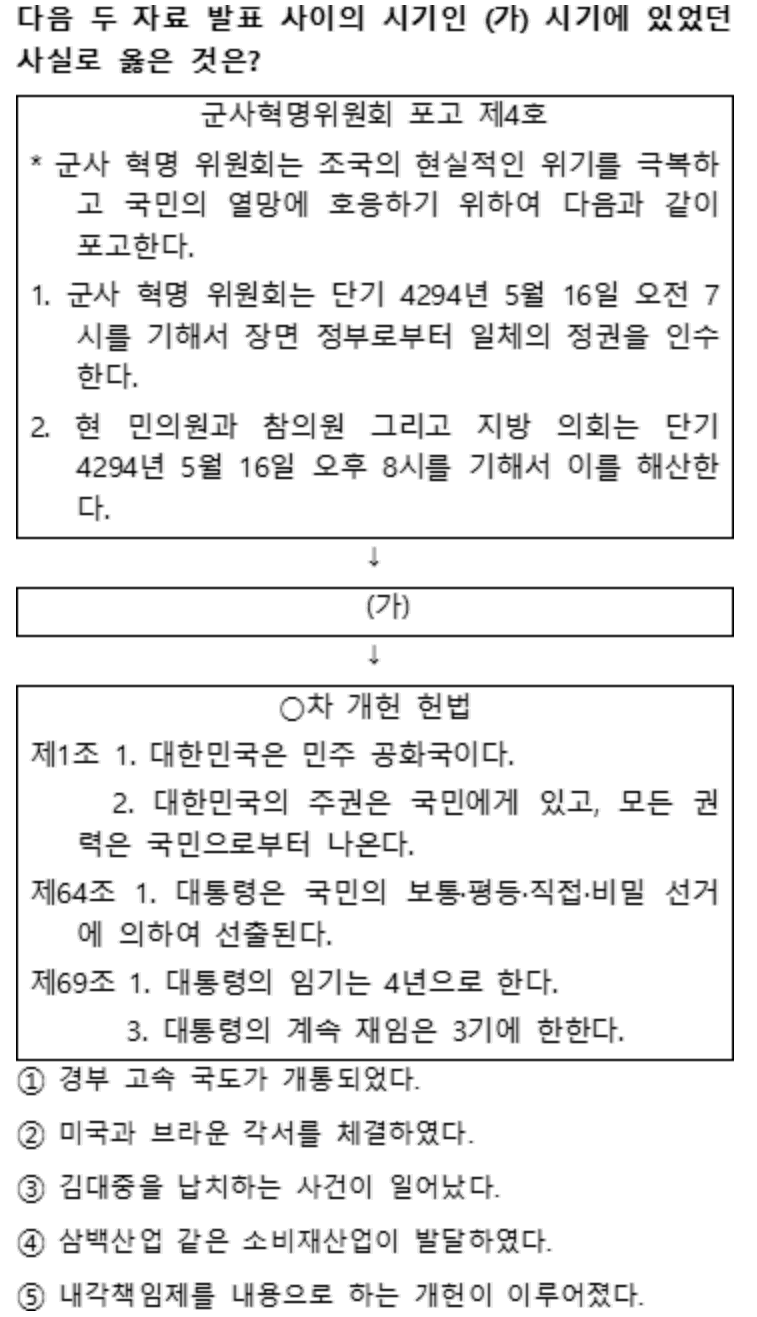 다음 두 자료 발표 사이의 시기인 (가) 시기에 있었던
사실로 옳은 것은?
군사혁명위원회 포고 제4호
* 군사 혁명 위원회는 조국의 현실적인 위기를 극복하
고 국민의 열망에 호응하기 위하여 다음과 같이
포고한다.
1. 군사 혁명 위원회는 단기 4294년 5월 16일 오전 7
시를 기해서 장면 정부로부터 일체의 정권을 인수
한다.
2. 현 민의원과 참의원 그리고 지방 의회는 단기
4294년 5월 16일 오후 8시를 기해서 이를 해산한
다.
↓
(가)
↓
○차 개헌 헌법
제1조 1. 대한민국은 민주 공화국이다.
2. 대한민국의 주권은 국민에게 있고, 모든 권
력은 국민으로부터 나온다.
제64조 1. 대통령은 국민의 보통·평등·직접·비밀 선거
에 의하여 선출된다.
제69조 1. 대통령의 임기는 4년으로 한다.
3. 대통령의 계속 재임은 3기에 한한다.
① 경부 고속 국도가 개통되었다.
② 미국과 브라운 각서를 체결하였다.
③ 김대중을 납치하는 사건이 일어났다.
④ 삼백산업 같은 소비재산업이 발달하였다.
⑤ 내각책임제를 내용으로 하는 개헌이 이루어졌다.